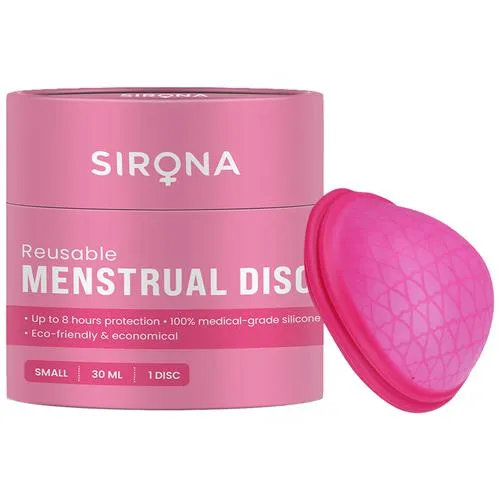 SIRONA
SIRONA
Reusable
MENSTRUAL DISC
• Up to 8 hours protection • 100% medical-grade silicone
• Eco-friendly & economical
SMALL | 30 ML | 1 DISC